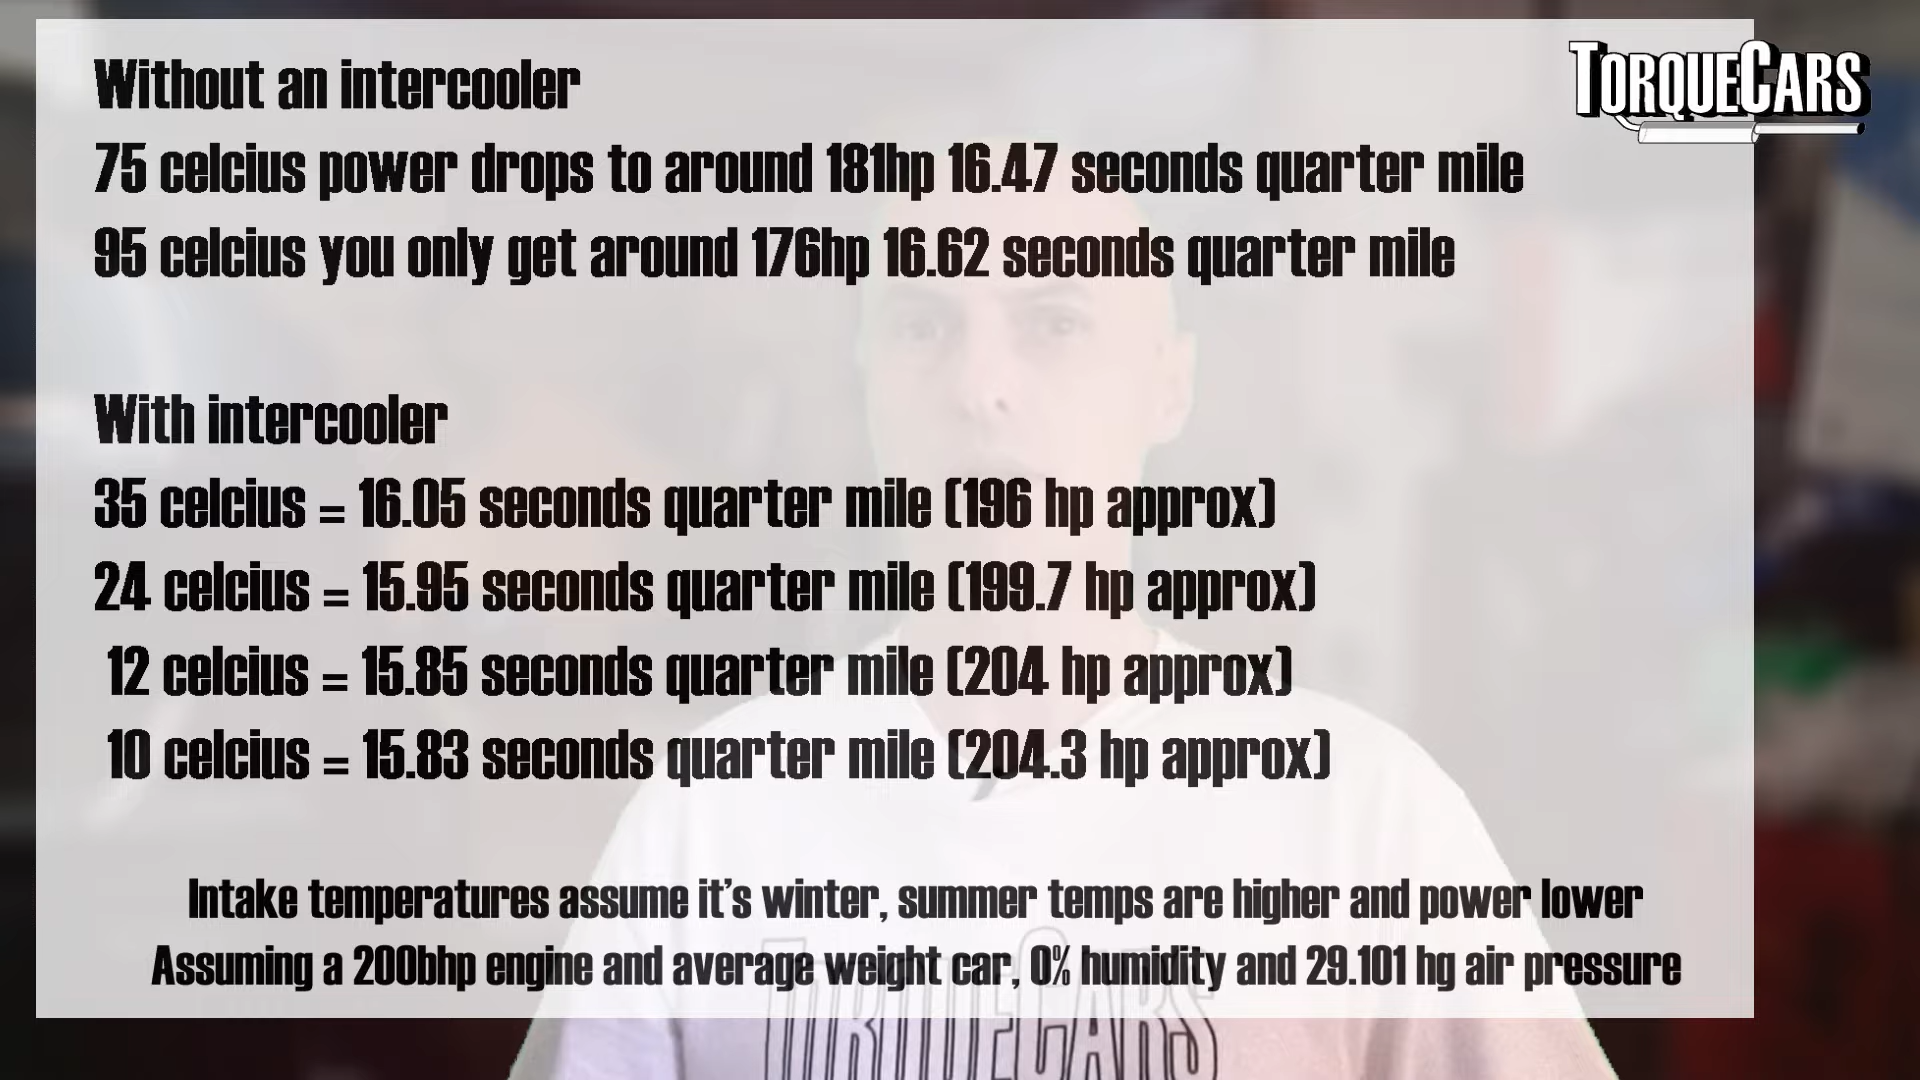 TORQUECARS
Without an intercooler
75 celcius power drops to around 181hp 16.47 seconds quarter mile
95 celcius you only get around 176hp 16.62 seconds quarter mile
With intercooler
35 celcius = 16.05 seconds quarter mile (196 hp approx)
24 celcius = 15.95 seconds quarter mile (199.7 hp approx)
12 celcius = 15.85 seconds quarter mile (204 hp approx)
10 celcius = 15.83 seconds quarter mile (204.3 hp approx)
Intake temperatures assume it's winter, summer temps are higher and power lower
Assuming a 200bhp engine and average weight car, 0% humidity and 29.101 hg air pressure
TORQUECARS